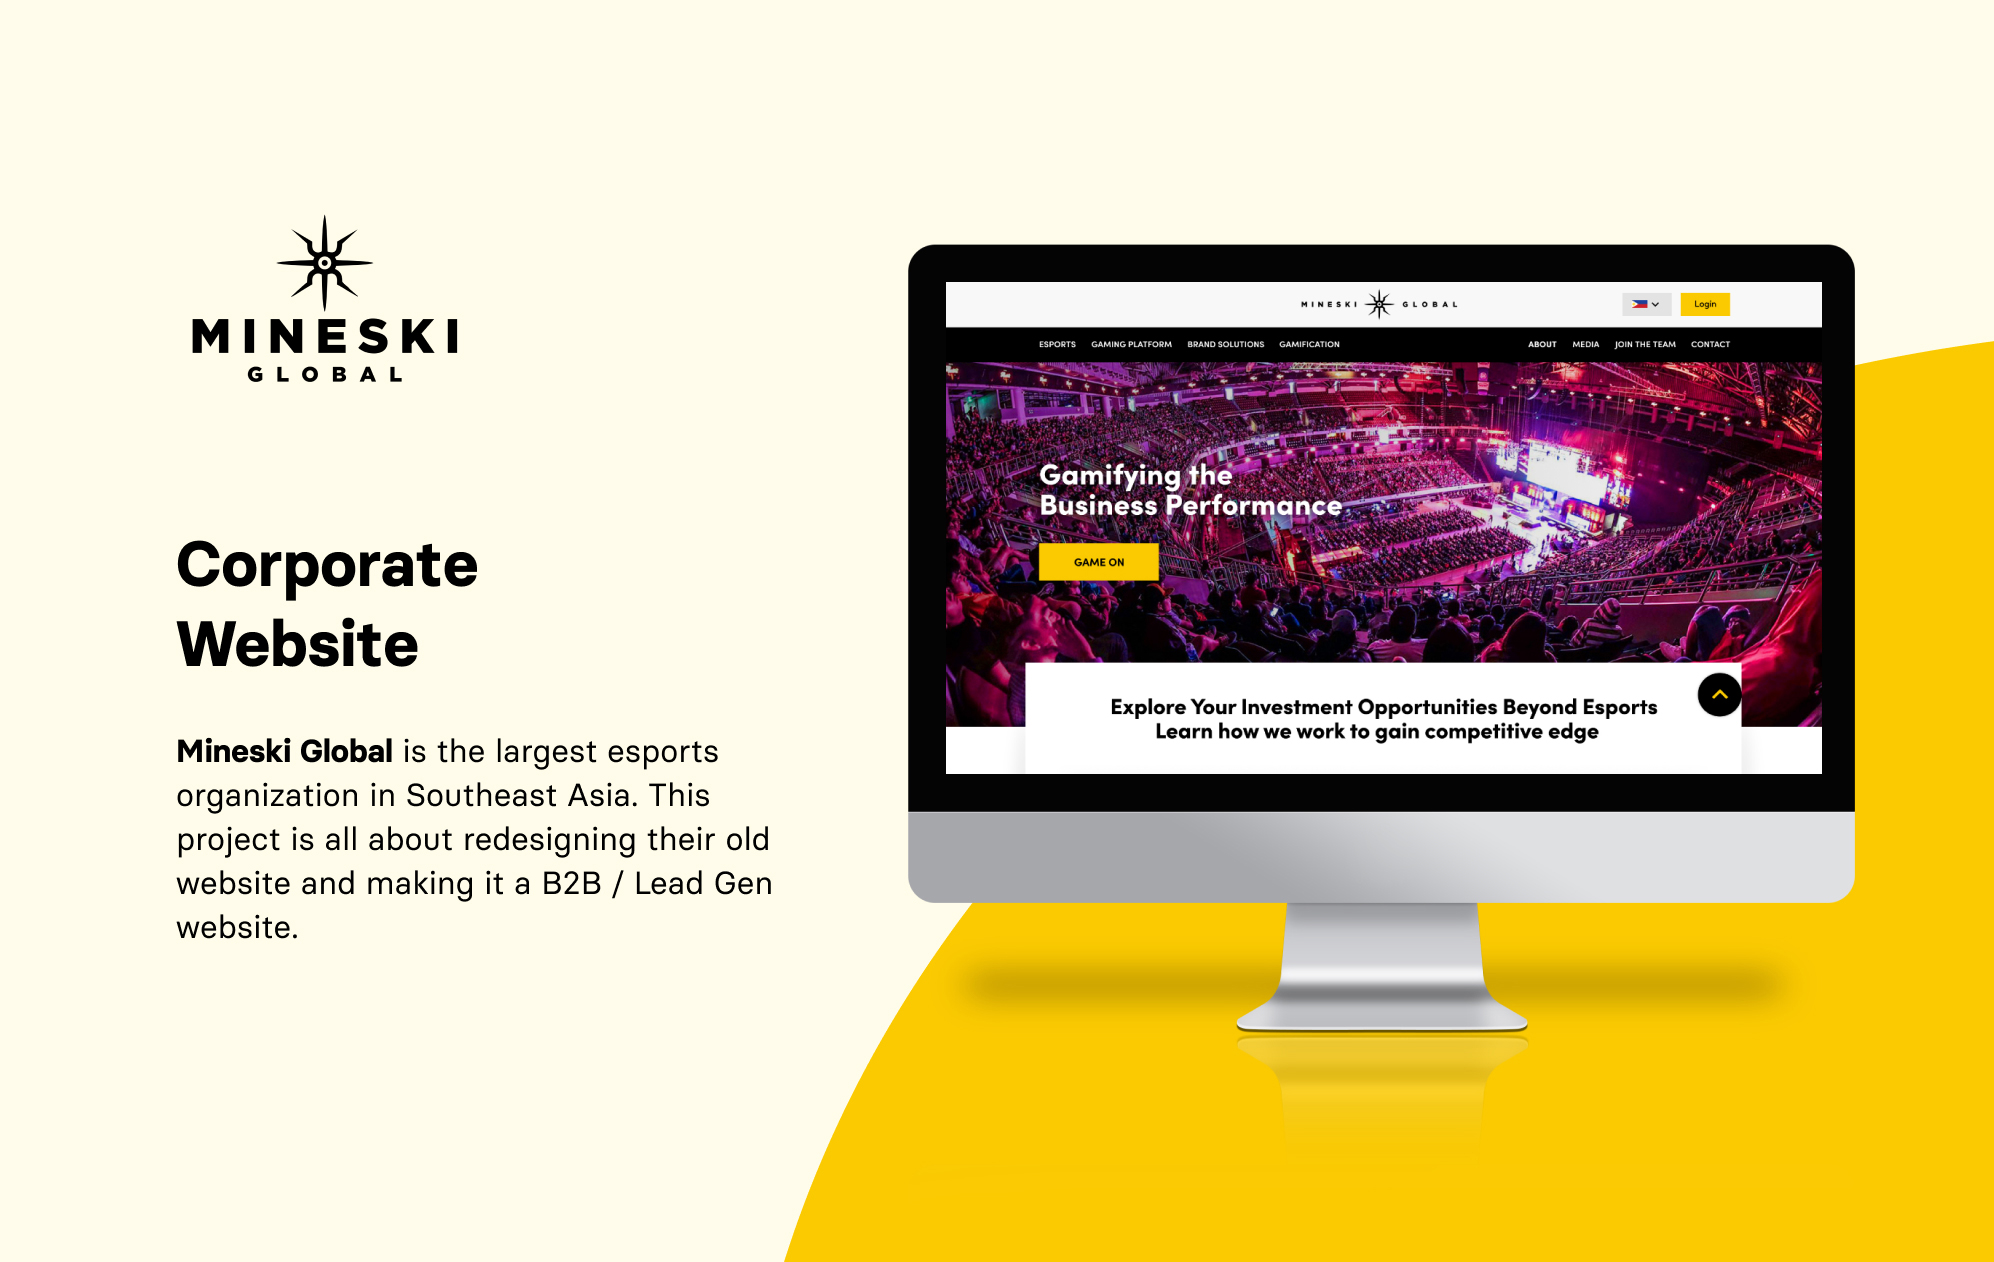 MINESKI
GLOBAL
Corporate
Website
Mineski Global is the largest esports
organization in Southeast Asia. This
project is all about redesigning their old
website and making it a B2B / Lead Gen
website.
MINESKI GLOBAL
Login
ESPORTS GAMING PLATFORM BRAND SOLUTIONS GAMIFICATION ABOUT MEDIA JOIN THE TEAM CONTACT
Gamifying the
Business Performance
GAME ON
Explore Your Investment Opportunities Beyond Esports
Learn how we work to gain competitive edge